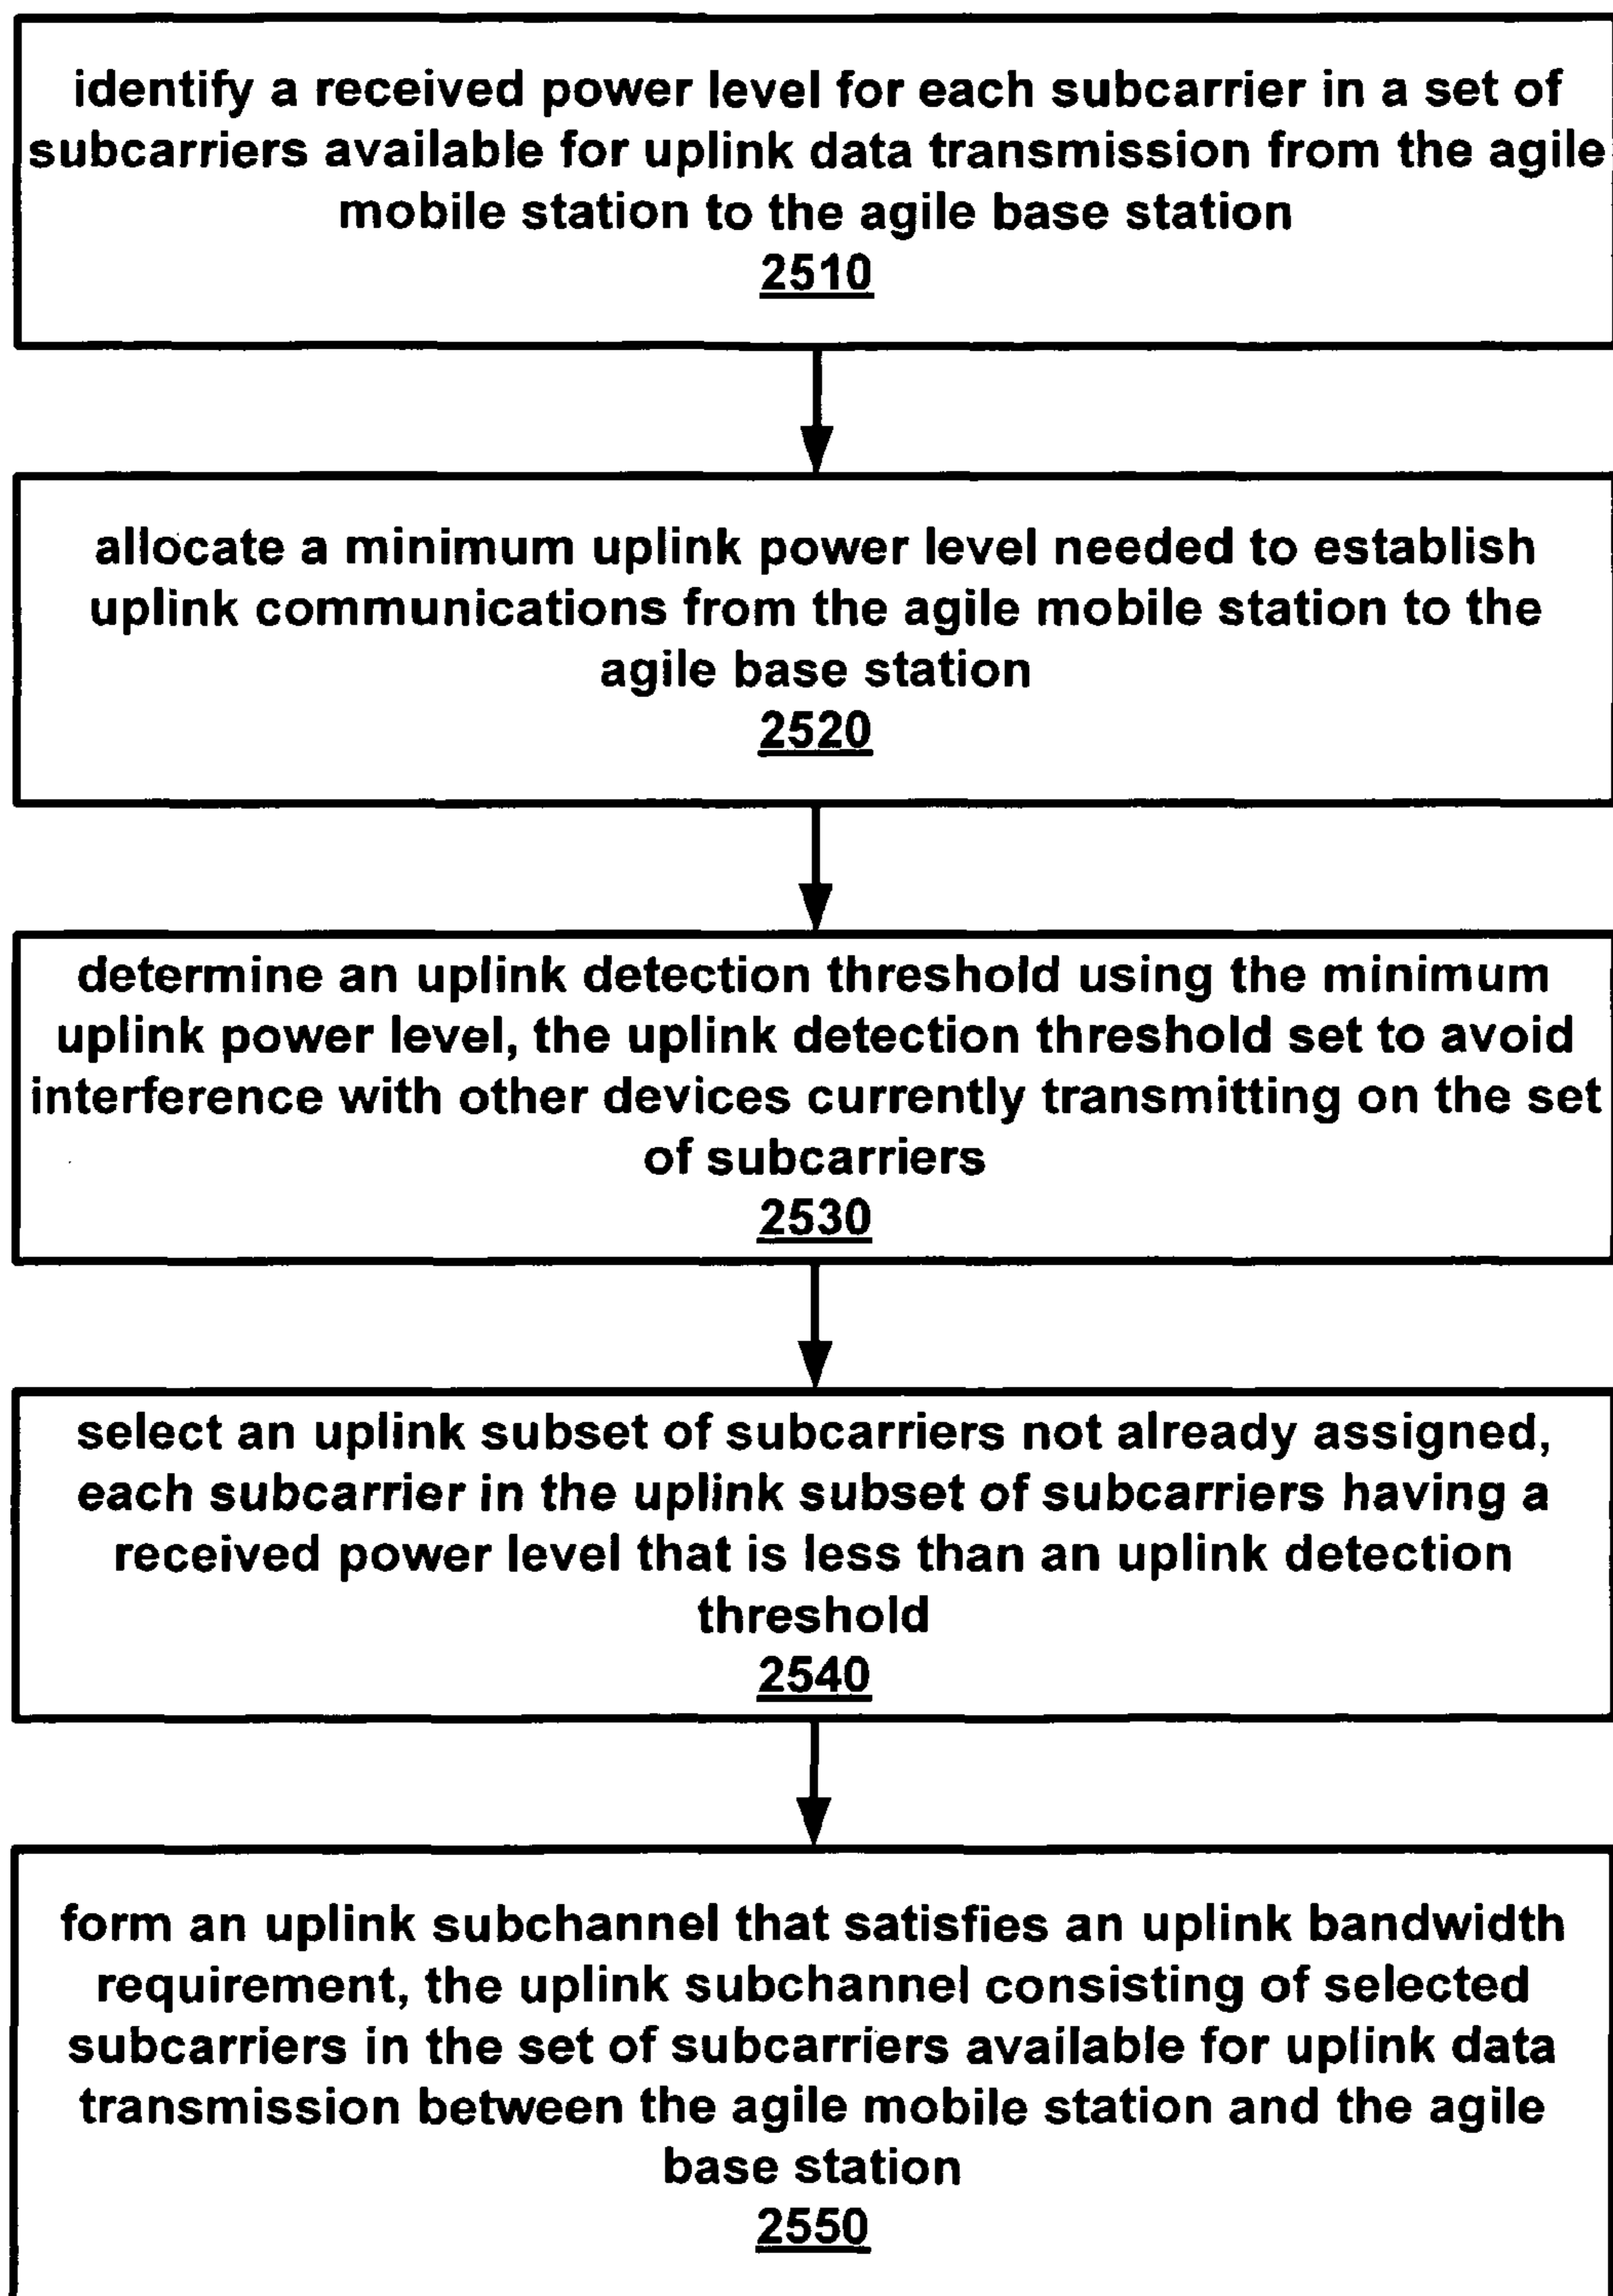 identify a received power level for each subcarrier in a set of
subcarriers available for uplink data transmission from the agile
mobile station to the agile base station
2510
allocate a minimum uplink power level needed to establish
uplink communications from the agile mobile station to the
agile base station
2520
determine an uplink detection threshold using the minimum
uplink power level, the uplink detection threshold set to avoid
interference with other devices currently transmitting on the set
of subcarriers
2530
select an uplink subset of subcarriers not already assigned,
each subcarrier in the uplink subset of subcarriers having a
received power level that is less than an uplink detection
threshold
2540
form an uplink subchannel that satisfies an uplink bandwidth
requirement, the uplink subchannel consisting of selected
subcarriers in the set of subcarriers available for uplink data
transmission between the agile mobile station and the agile
base station
2550